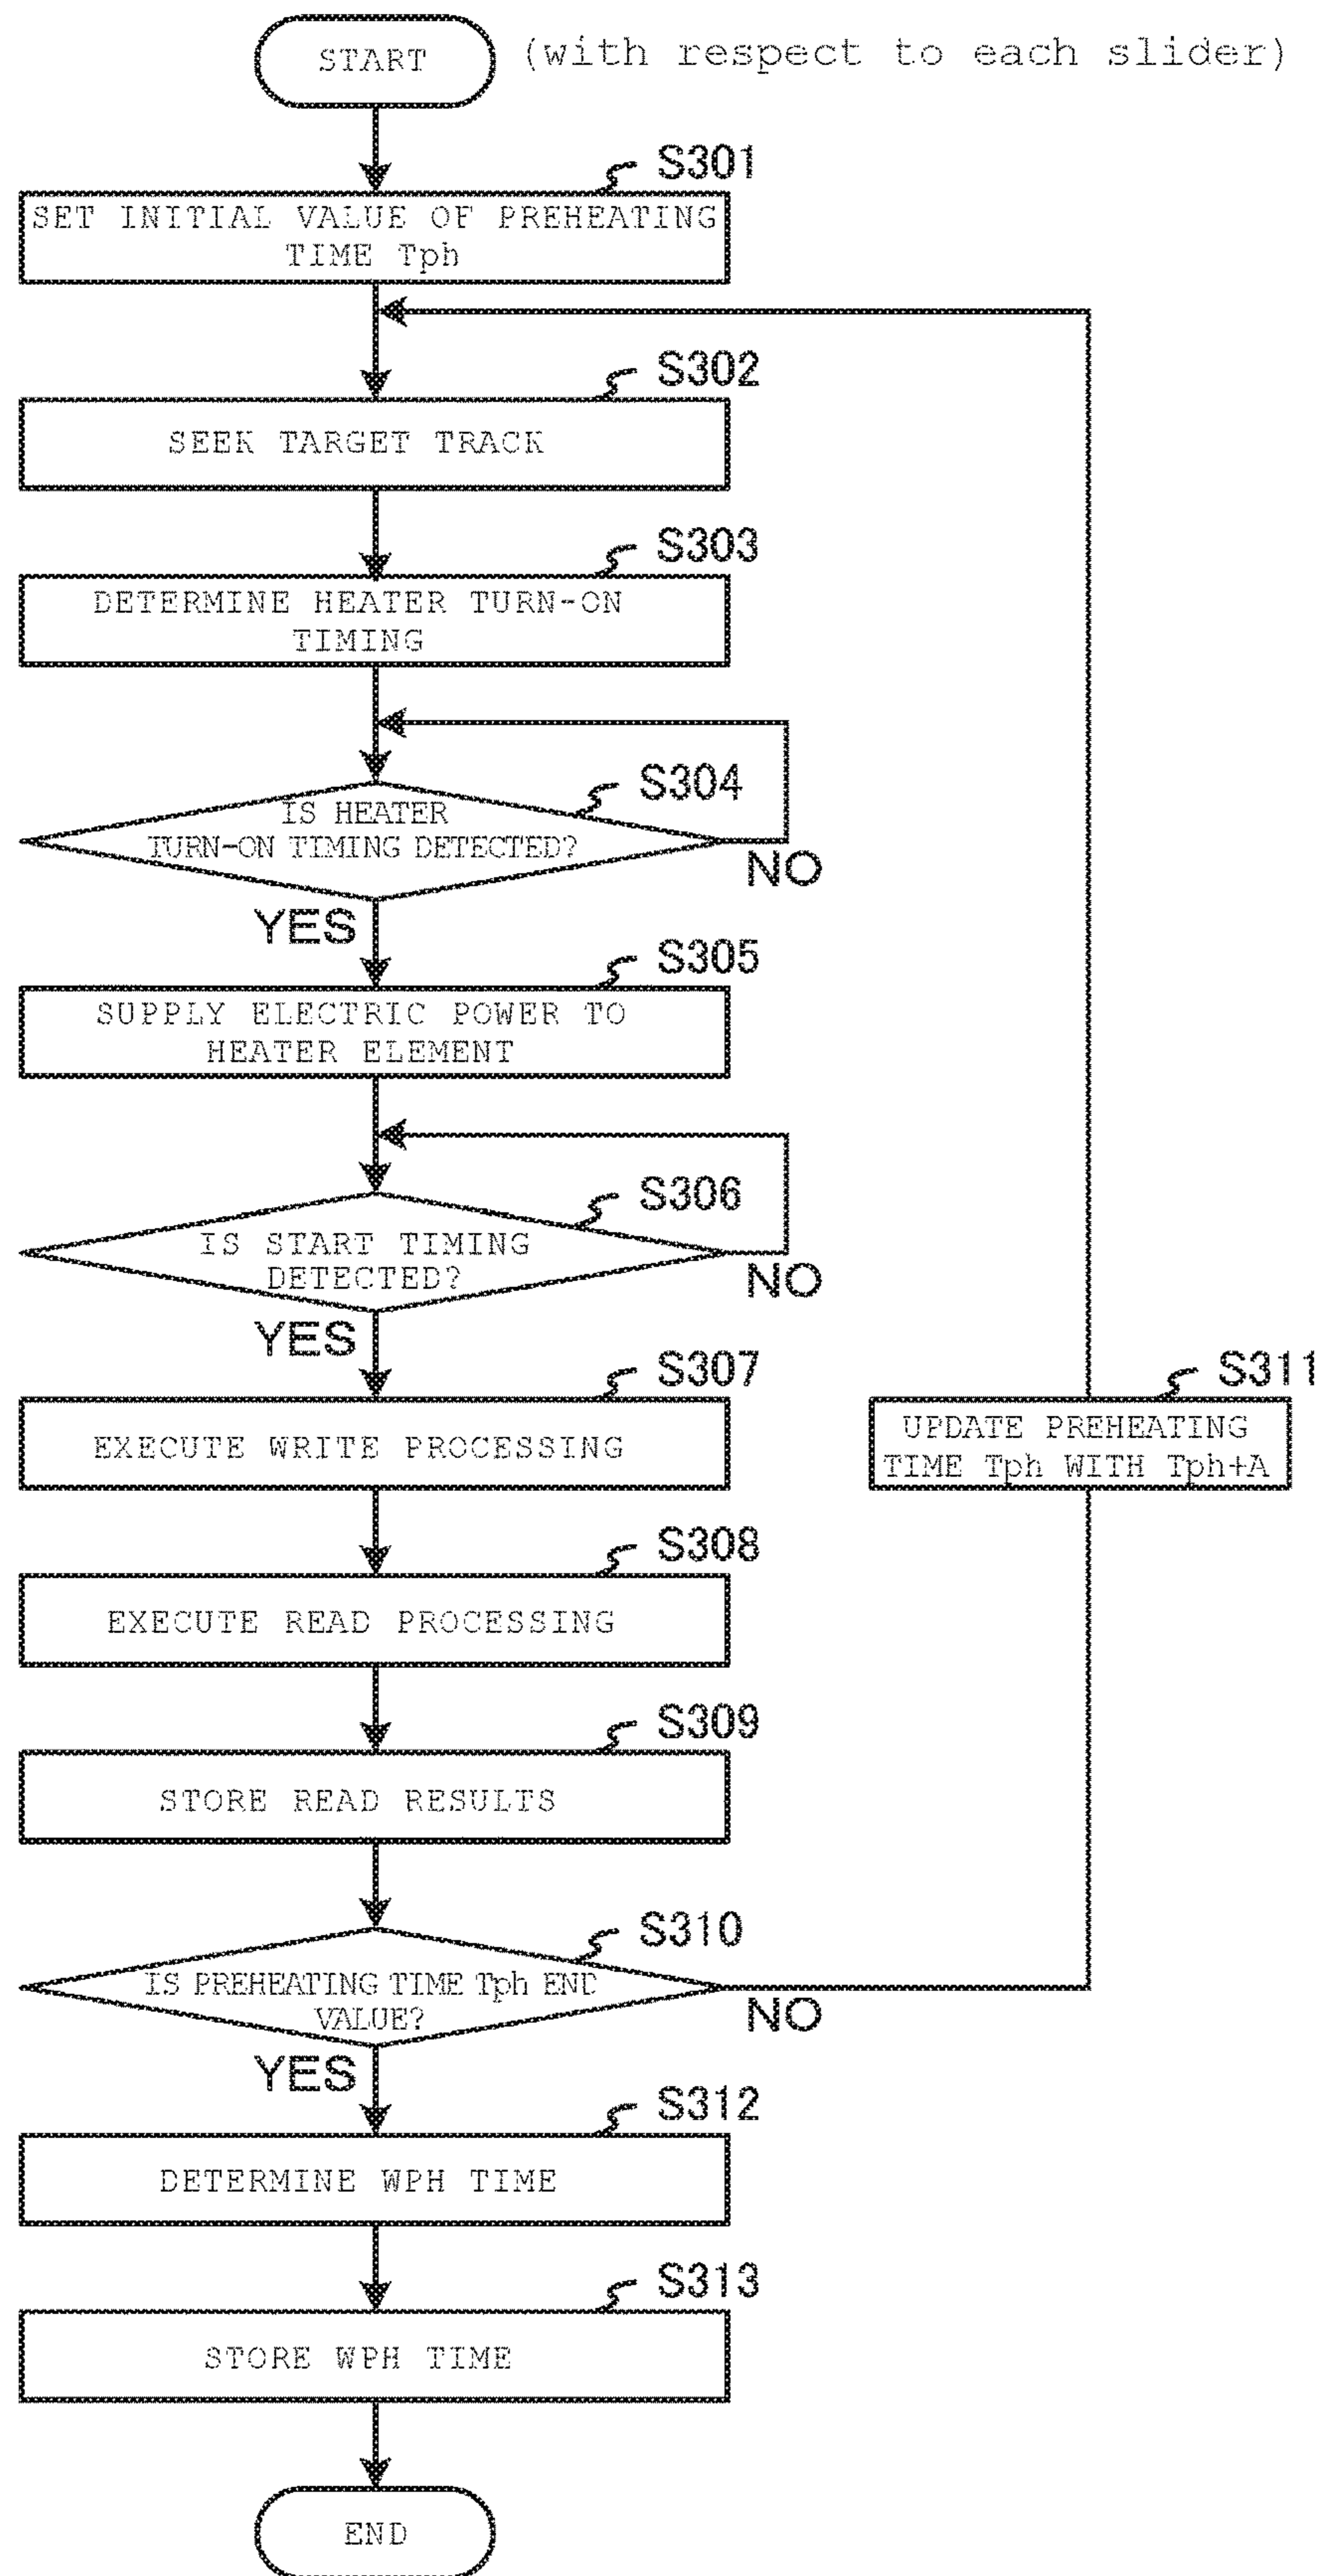 START (with respect to each slider)
S301
SET INITIAL VALUE OF PREHEATING
TIME Tph
S302
SEEK TARGET TRACK
S303
DETERMINE HEATER TURN-ON
TIMING
S304
IS HEATER
TURN-ON TIMING DETECTED?
NO
YES
S305
SUPPLY ELECTRIC POWER TO
HEATER ELEMENT
S306
IS START TIMING
DETECTED?
NO
YES
S307
EXECUTE WRITE PROCESSING
S311
UPDATE PREHEATING
TIME Tph WITH Tph+A
S308
EXECUTE READ PROCESSING
S309
STORE READ RESULTS
S310
IS PREHEATING TIME Tph END
VALUE?
NO
YES
S312
DETERMINE WPH TIME
S313
STORE WPH TIME
END